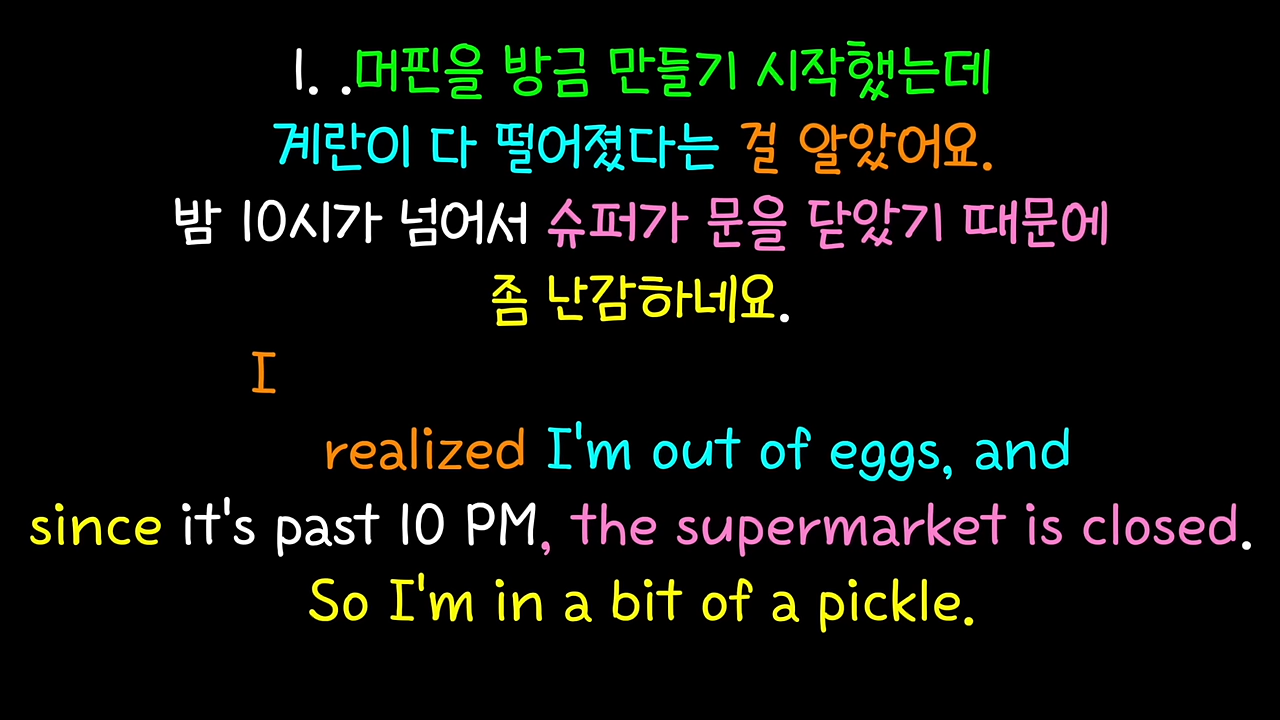 1. .머핀을 방금 만들기 시작했는데
계란이 다 떨어졌다는 걸 알았어요.
밤 10시가 넘어서 슈퍼가 문을 닫았기 때문에
좀 난감하네요.
I
realized I'm out of eggs, and
since it's past 10 PM, the supermarket is closed.
So I'm in a bit of a pickle.